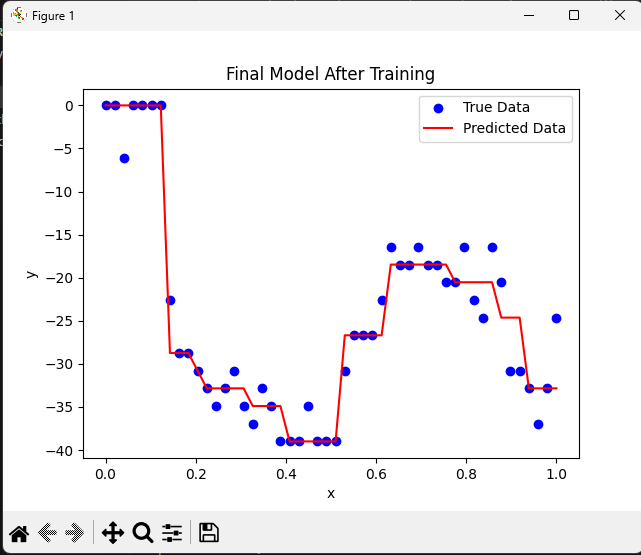 Figure 1
Final Model After Training
True Data
Predicted Data
0
−5
−10
−15
−20
−25
−30
−35
−40
y
0.0 0.2 0.4 0.6 0.8 1.0
x